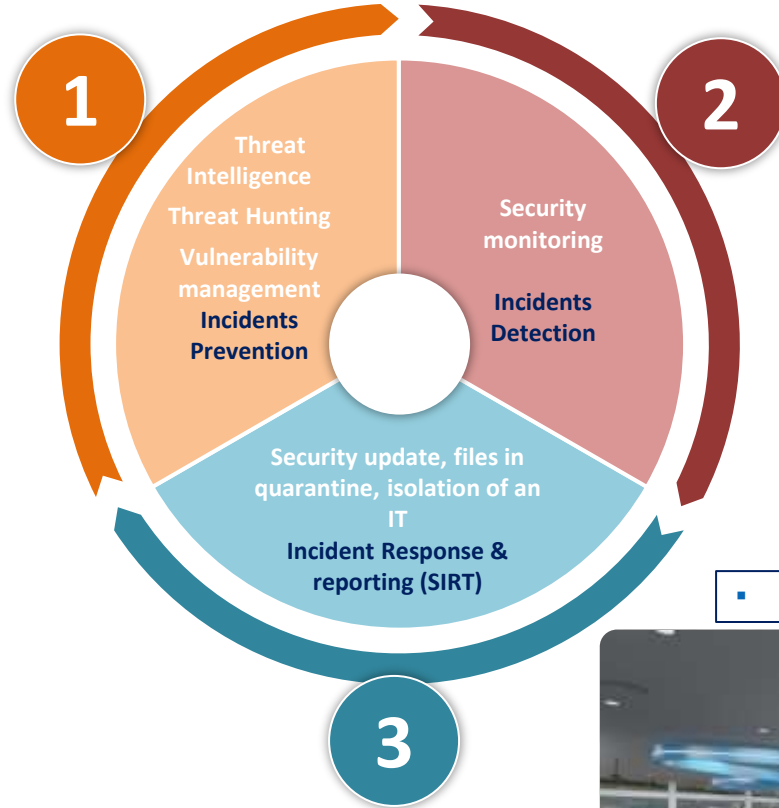 1
Threat
Intelligence
Threat Hunting
Vulnerability
management
Incidents
Prevention
2
Security
monitoring
Incidents
Detection
Security update, files in
quarantine, isolation of an
IT
Incident Response &
reporting (SIRT)
3